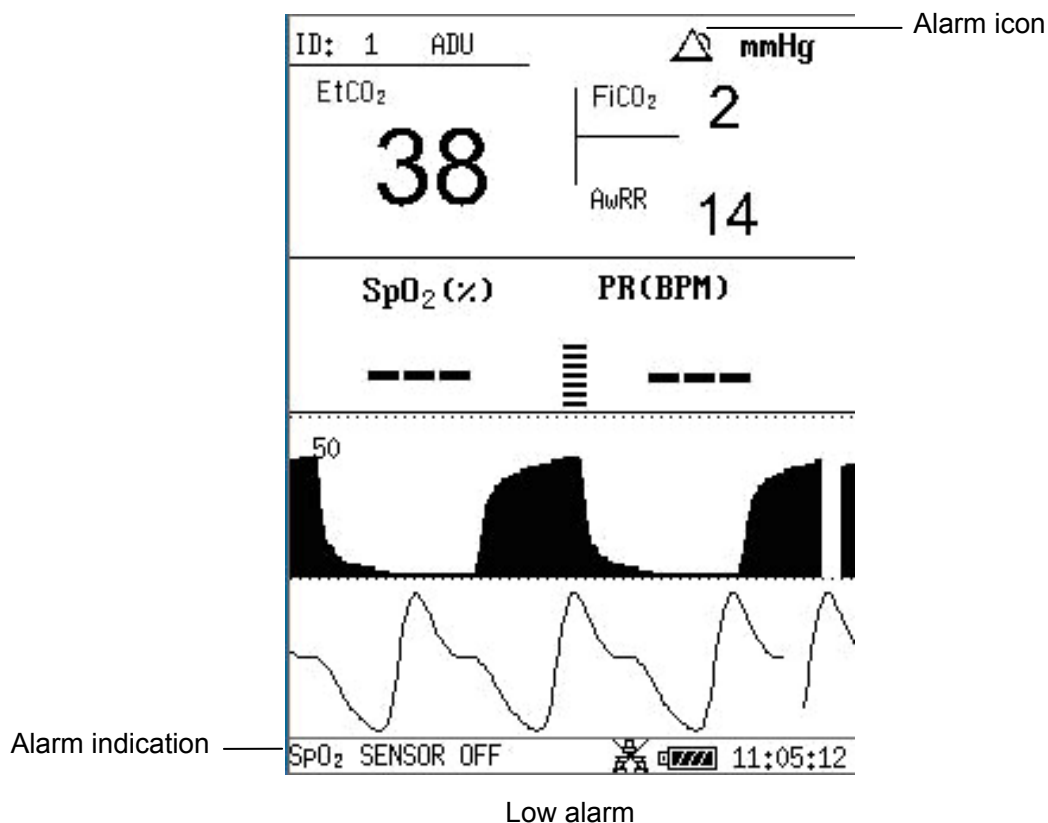 Alarm icon
ID: 1 ADU mmHg
EtCO₂
38
FiCO₂ 2
AwRR 14
SpO₂(%) PR(BPM)
--- ---
50
Alarm indication
SpO₂ SENSOR OFF 11:05:12
Low alarm